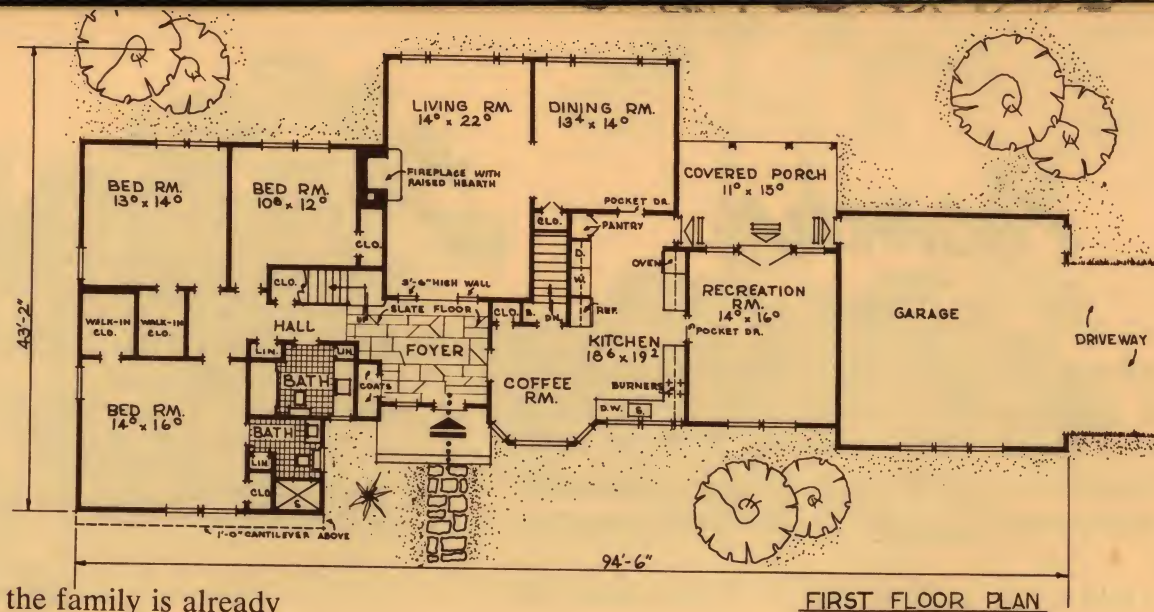 LIVING RM.
14⁰ x 22⁰
DINING RM.
13⁴ x 14⁰
FIREPLACE WITH
RAISED HEARTH
COVERED PORCH
11⁰ x 15⁰
BED RM.
13⁰ x 14⁰
BED RM.
10⁸ x 12⁰
POCKET DR.
CLO.
PANTRY
CLO.
D.
W.
OVEN
CLO.
3'-6" HIGH WALL
RECREATION
RM.
14⁰ x 16⁰
POCKET DR.
GARAGE
DRIVEWAY
WALK-IN
CLO.
WALK-IN
CLO.
HALL
UP
SLATE FLOOR
FOYER
CLO.
B.
DN.
REF.
KITCHEN
18⁶ x 19²
LIN.
LIN.
BATH
COATS
COFFEE
RM.
BURNERS
D.W.
S.
BED RM.
14⁰ x 16⁰
BATH
LIN.
CLO.
S
43'-2"
1'-0" CANTILEVER ABOVE
94'-6"
FIRST FLOOR PLAN
the family is already